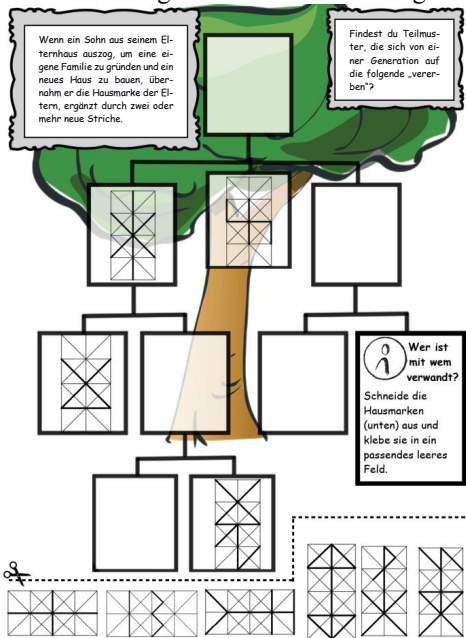 Wenn ein Sohn aus seinem El-
ternhaus auszog, um eine ei-
gene Familie zu gründen und ein
neues Haus zu bauen, über-
nahm er die Hausmarke der El-
tern, ergänzt durch zwei oder
mehr neue Striche.
Findest du Teilmus-
ter, die sich von ei-
ner Generation auf
die folgende „verer-
ben“?
Wer ist
mit wem
verwandt?
Schneide die
Hausmarken
(unten) aus und
klebe sie in ein
passendes leeres
Feld.